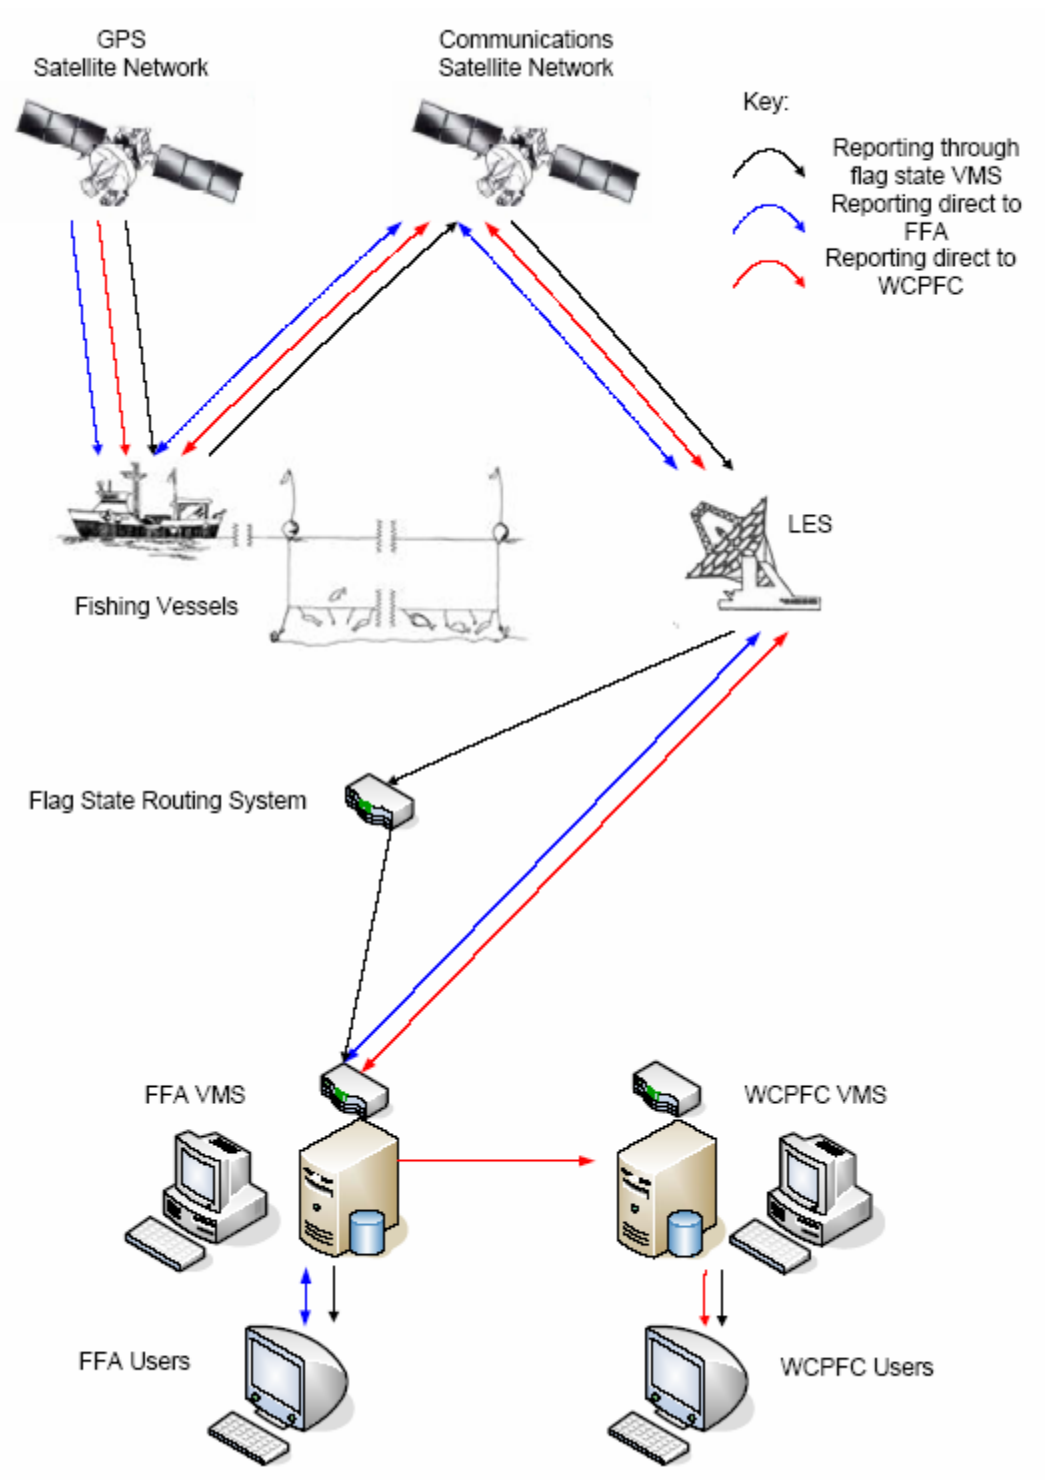 GPS
Satellite Network
Communications
Satellite Network
Key:
Reporting through
flag state VMS
Reporting direct to
FFA
Reporting direct to
WCPFC
LES
Fishing Vessels
Flag State Routing System
FFA VMS
WCPFC VMS
FFA Users
WCPFC Users